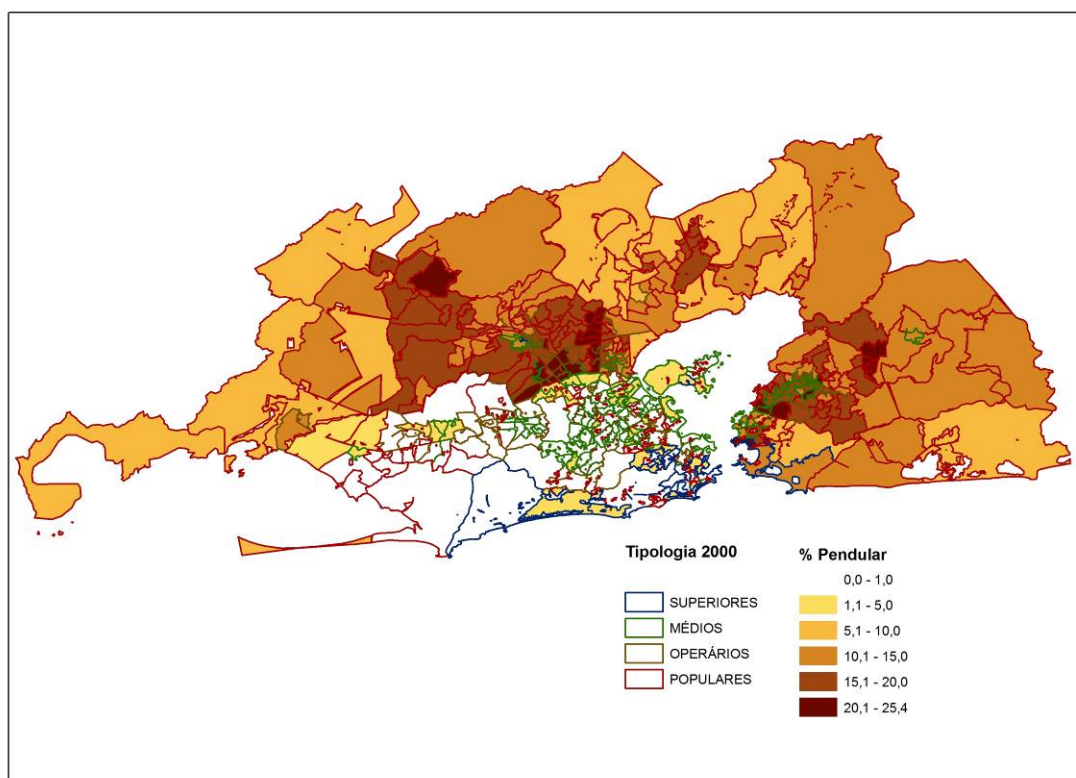 Tipologia 2000
SUPERIORES
MÉDIOS
OPERÁRIOS
POPULARES
% Pendular
0,0 - 1,0
1,1 - 5,0
5,1 - 10,0
10,1 - 15,0
15,1 - 20,0
20,1 - 25,4